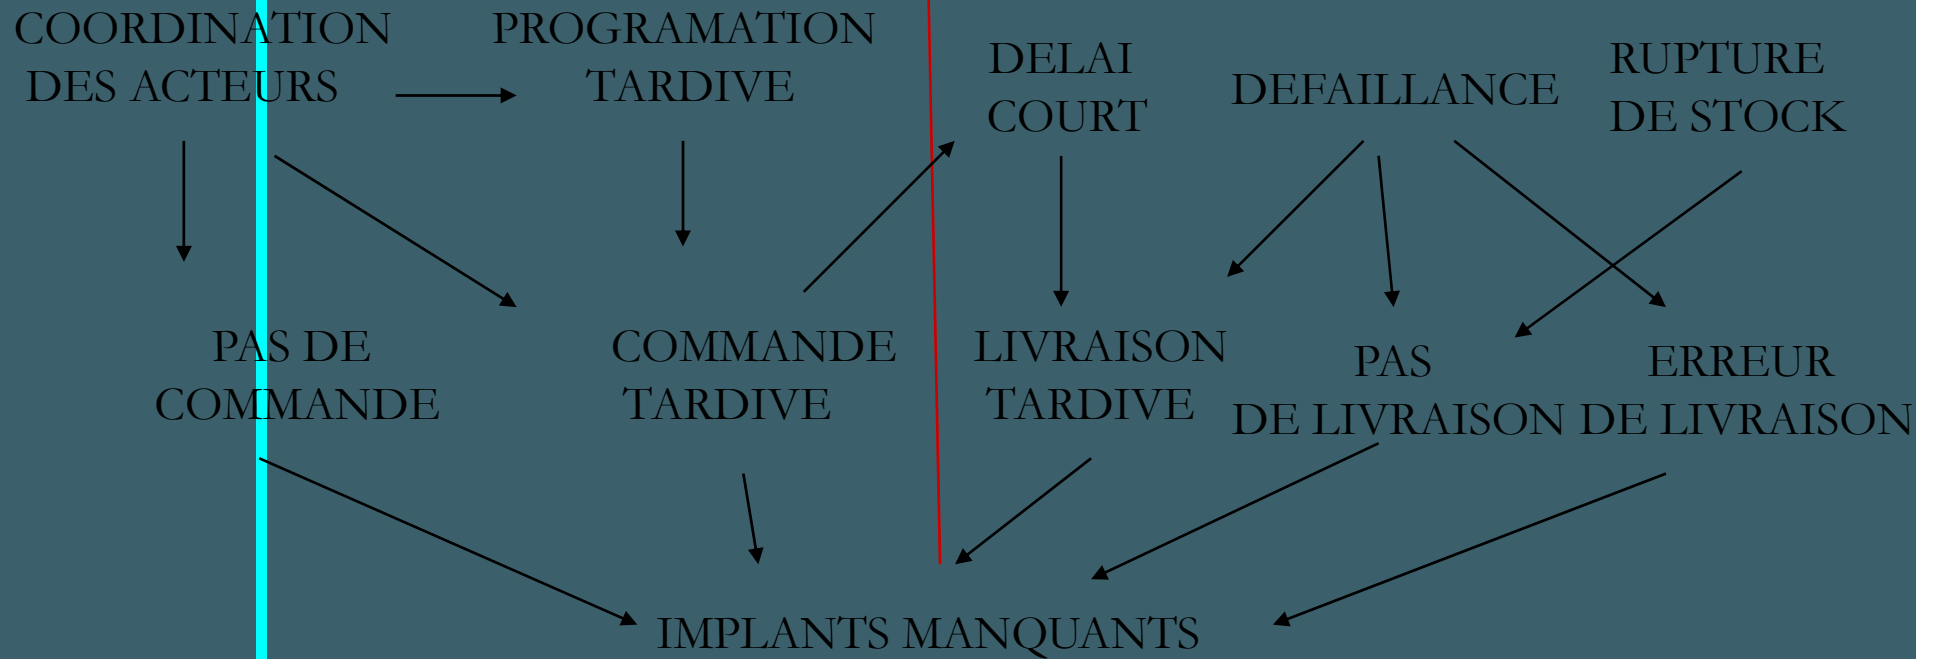 COORDINATION
DES ACTEURS
PROGRAMATION
TARDIVE
DELAI
COURT
DEFAILLANCE
RUPTURE
DE STOCK
PAS DE
COMMANDE
COMMANDE
TARDIVE
LIVRAISON
TARDIVE
PAS
DE LIVRAISON
ERREUR
DE LIVRAISON
IMPLANTS MANQUANTS